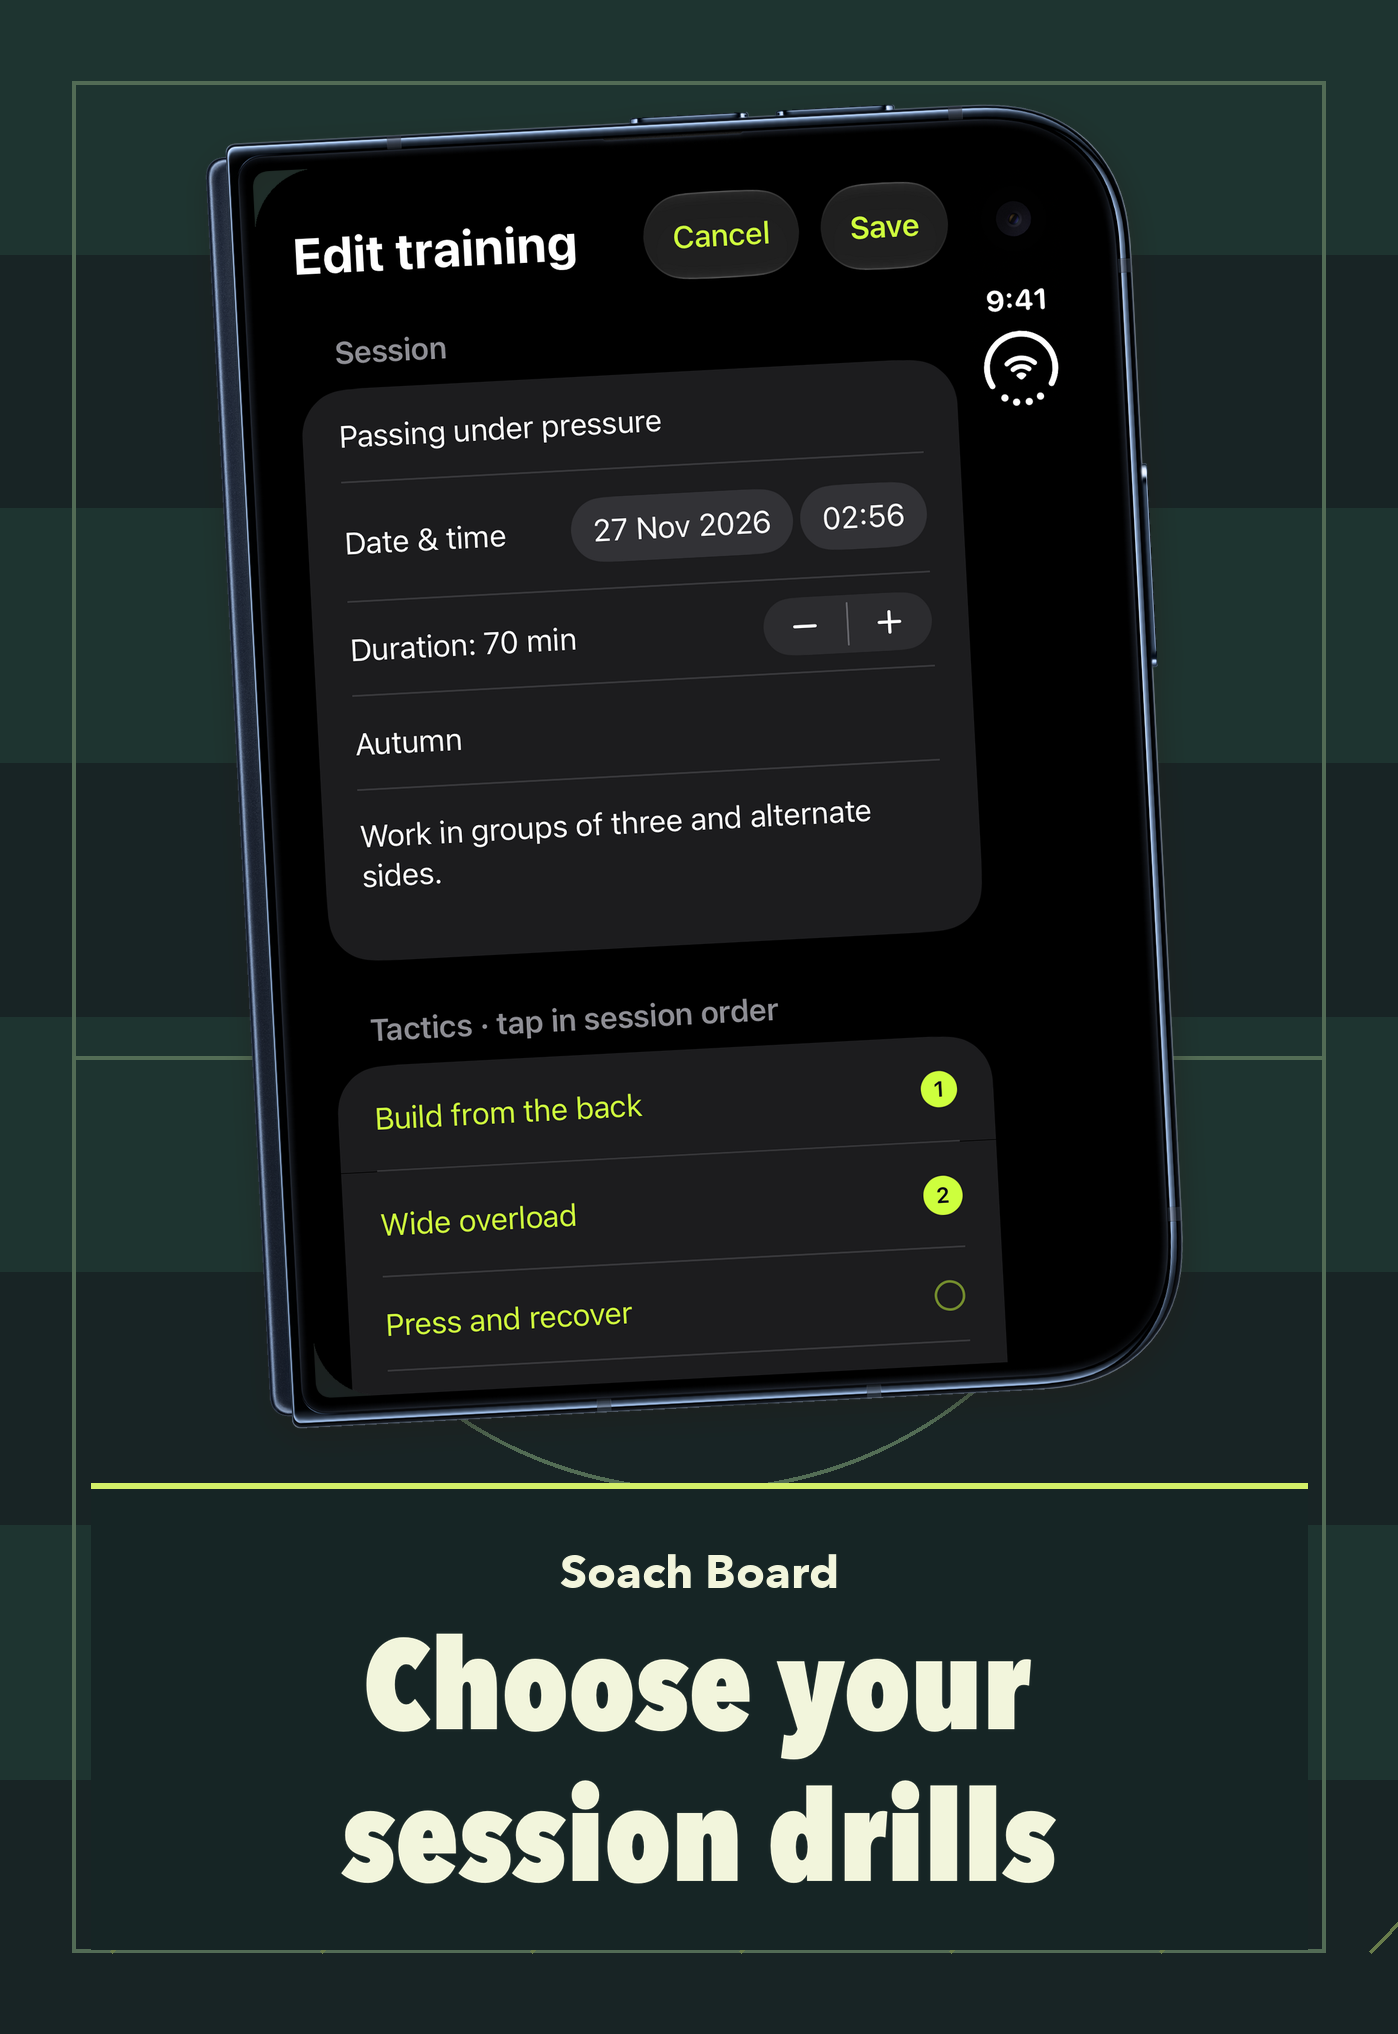 Edit training
Cancel
Save
9:41
Session
Passing under pressure
Date & time
27 Nov 2026
02:56
Duration: 70 min
Autumn
Work in groups of three and alternate
sides.
Tactics · tap in session order
Build from the back
1
Wide overload
2
Press and recover
Soach Board
Choose your
session drills